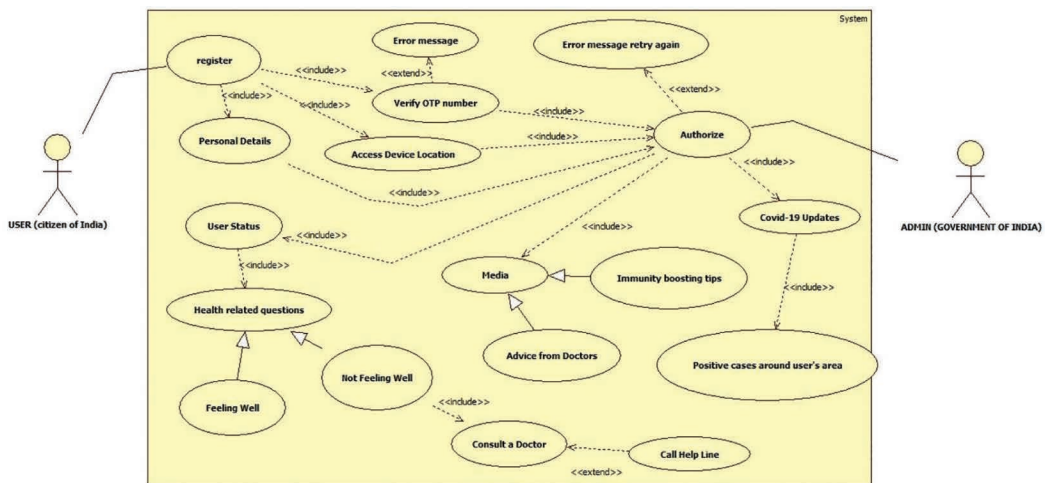 System
Error message
Error message retry again
register
<<include>>
<<extend>>
<<extend>>
<<include>>
Verify OTP number
<<include>>
<<include>>
Authorize
Personal Details
Access Device Location
<<include>>
<<include>>
<<include>>
USER (citizen of India)
User Status
<<include>>
<<include>>
Covid-19 Updates
ADMIN (GOVERNMENT OF INDIA)
<<include>>
Media
Immunity boosting tips
<<include>>
Health related questions
Advice from Doctors
Positive cases around user's area
Not Feeling Well
Feeling Well
<<include>>
Consult a Doctor
Call Help Line
<<extend>>